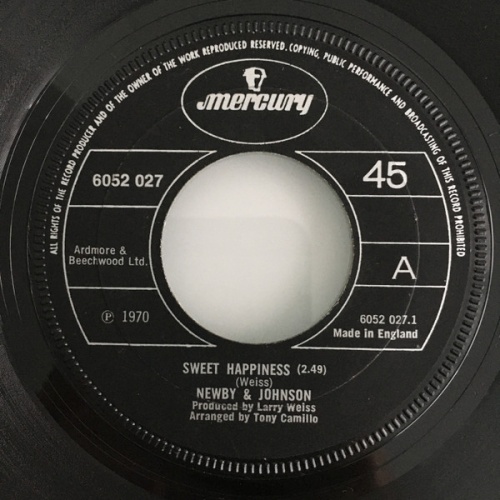 ALL RIGHTS OF THE RECORD PRODUCER AND OF THE OWNER OF THE WORK REPRODUCED RESERVED. COPYING, PUBLIC PERFORMANCE AND BROADCASTING OF THIS RECORD PROHIBITED
mercury
6052 027
45
Ardmore &
Beechwood Ltd.
A
℗ 1970
6052 027.1
Made in England
SWEET HAPPINESS (2.49)
(Weiss)
NEWBY & JOHNSON
Produced by Larry Weiss
Arranged by Tony Camillo